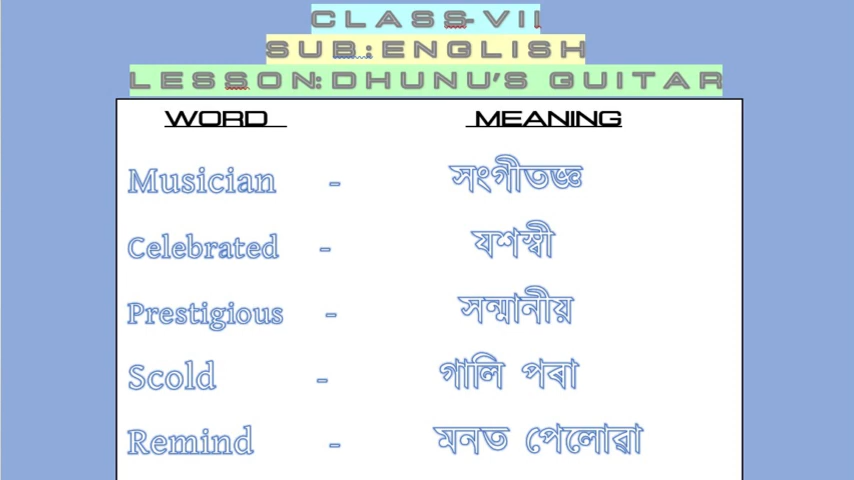 CLASS-VII
SUB:ENGLISH
LESSON:DHUNU'S GUITAR
WORD MEANING
Musician - সংগীতজ্ঞ
Celebrated - যশস্বী
Prestigious - সন্মানীয়
Scold - গালি পৰা
Remind - মনত পেলোৱা